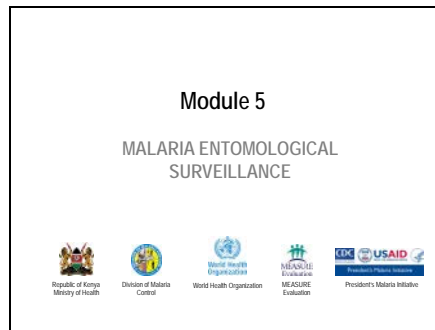 Module 5
MALARIA ENTOMOLOGICAL
SURVEILLANCE
World Health
Organization
MEASURE
Evaluation
CDC
USAID
President's Malaria Initiative
Republic of Kenya
Ministry of Health
Division of Malaria
Control
World Health Organization
MEASURE
Evaluation
President's Malaria Initiative